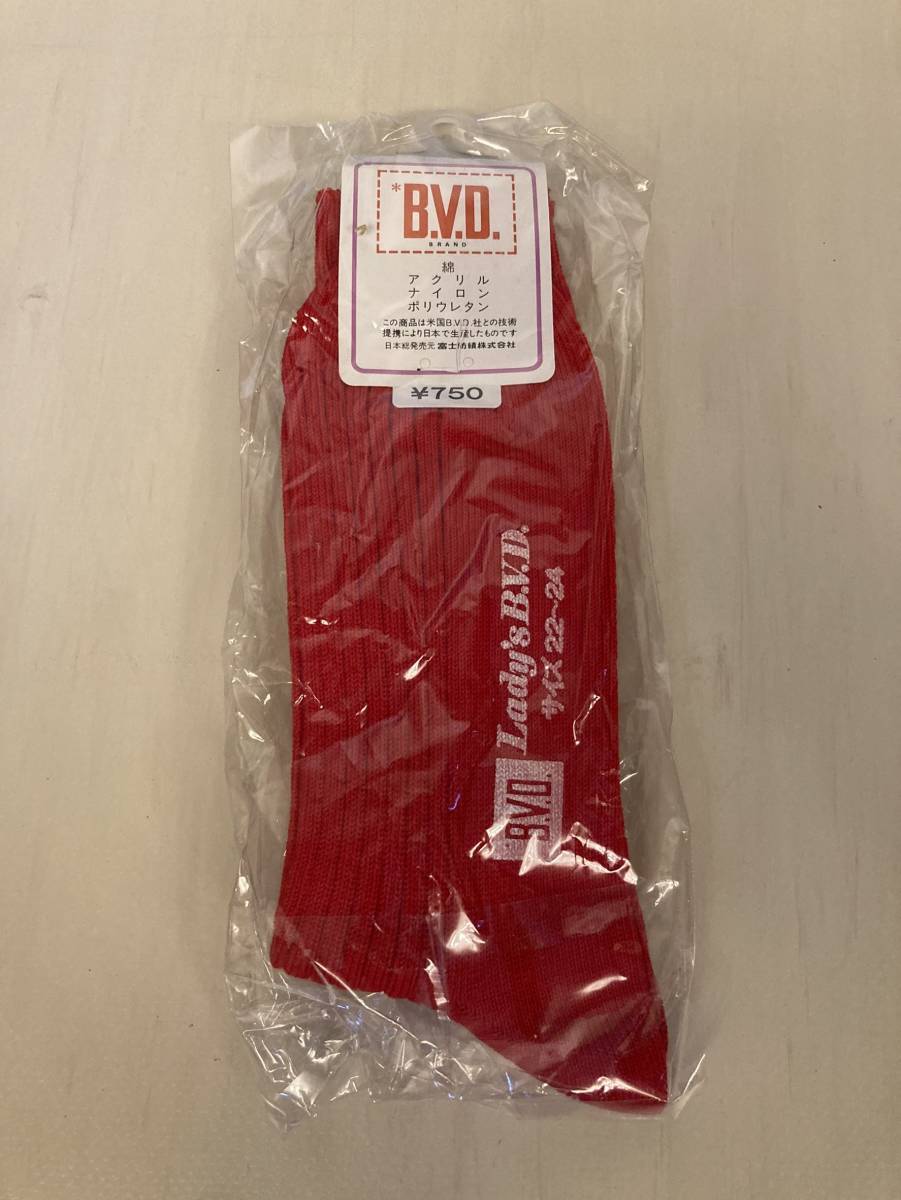 *B.V.D.
BRAND
綿
アクリル
ナイロン
ポリウレタン
この商品は米国B.V.D.社との技術
提携により日本で生産したものです
日本総発売元 富士紡績株式会社
¥750
Lady's B.V.D.
サイズ 22~24
B.V.D.